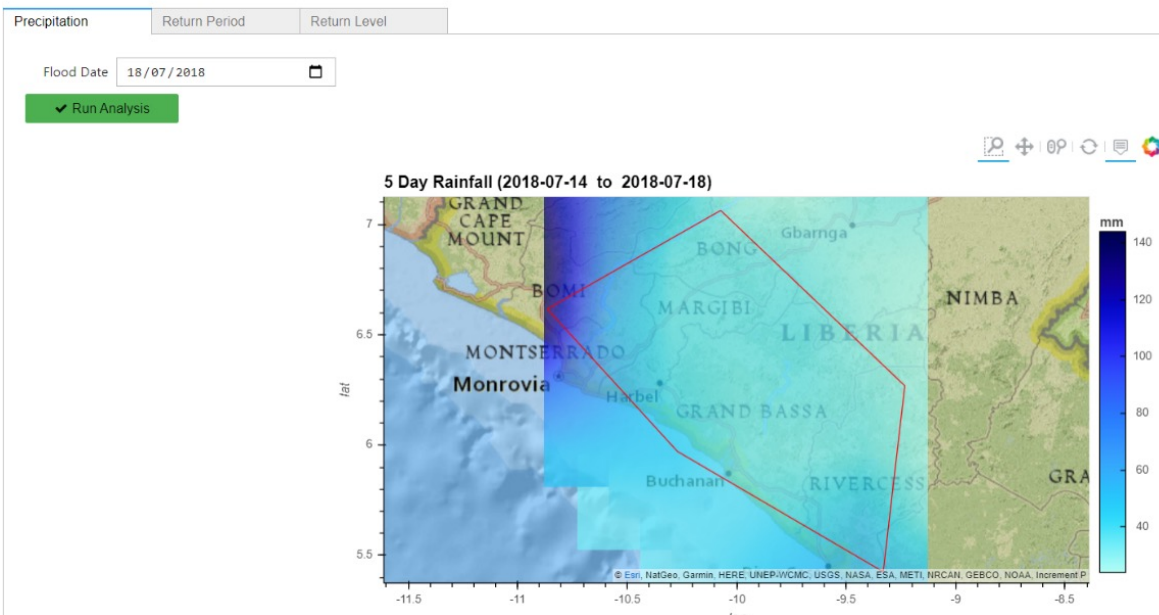 Precipitation
Return Period
Return Level
Flood Date
18/07/2018
Run Analysis
5 Day Rainfall (2018-07-14 to 2018-07-18)
GRAND
CAPE
MOUNT
BONG
Gbarnga
BOMI
MARGIBI
NIMBA
LIBERIA
MONTSERRADO
Monrovia
Harbel
GRAND BASSA
Buchanan
RIVERCESS
GRA
© Esri, NatGeo, Garmin, HERE, UNEP-WCMC, USGS, NASA, ESA, METI, NRCAN, GEBCO, NOAA, Increment P
lat
7
6.5
6
5.5
-11.5
-11
-10.5
-10
-9.5
-9
-8.5
mm
140
120
100
80
60
40